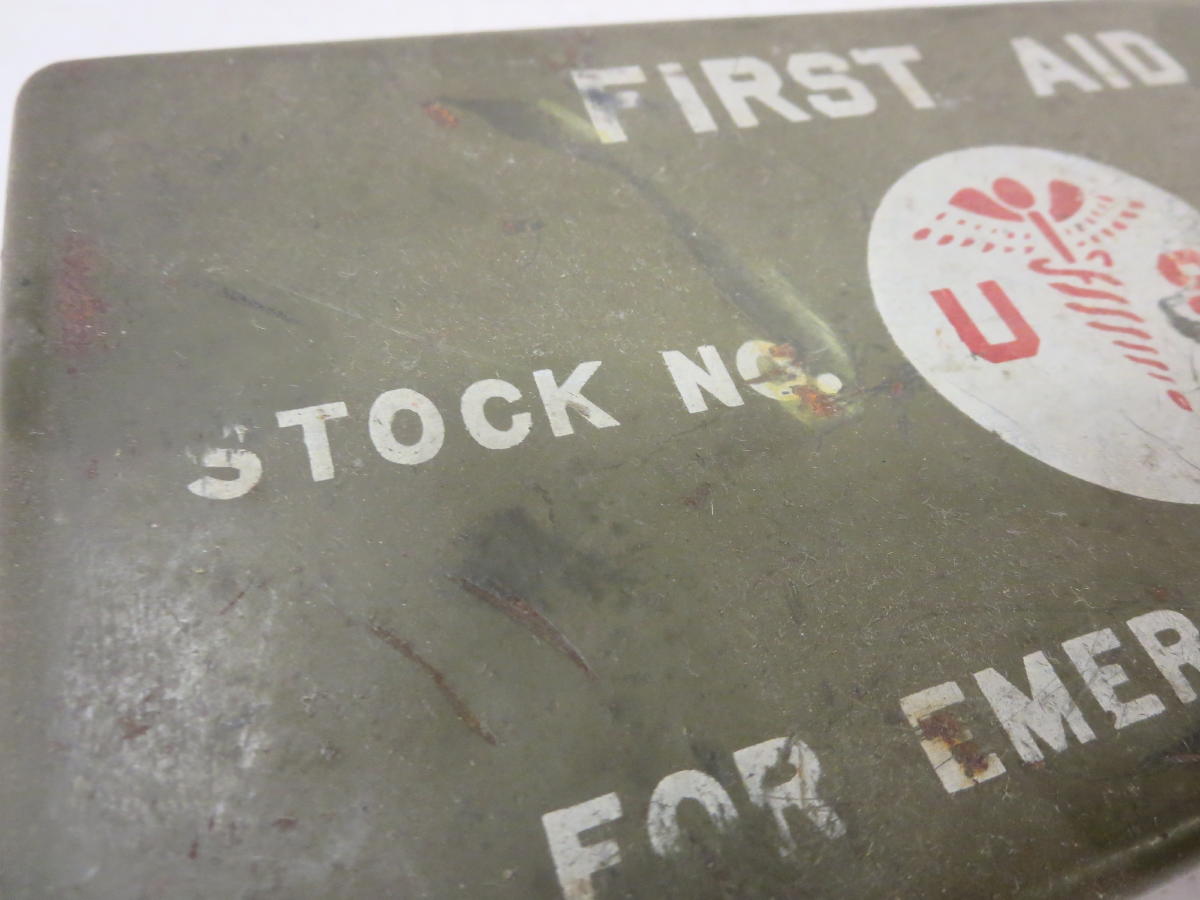 FIRST AID
U S
STOCK NO.
FOR EMER